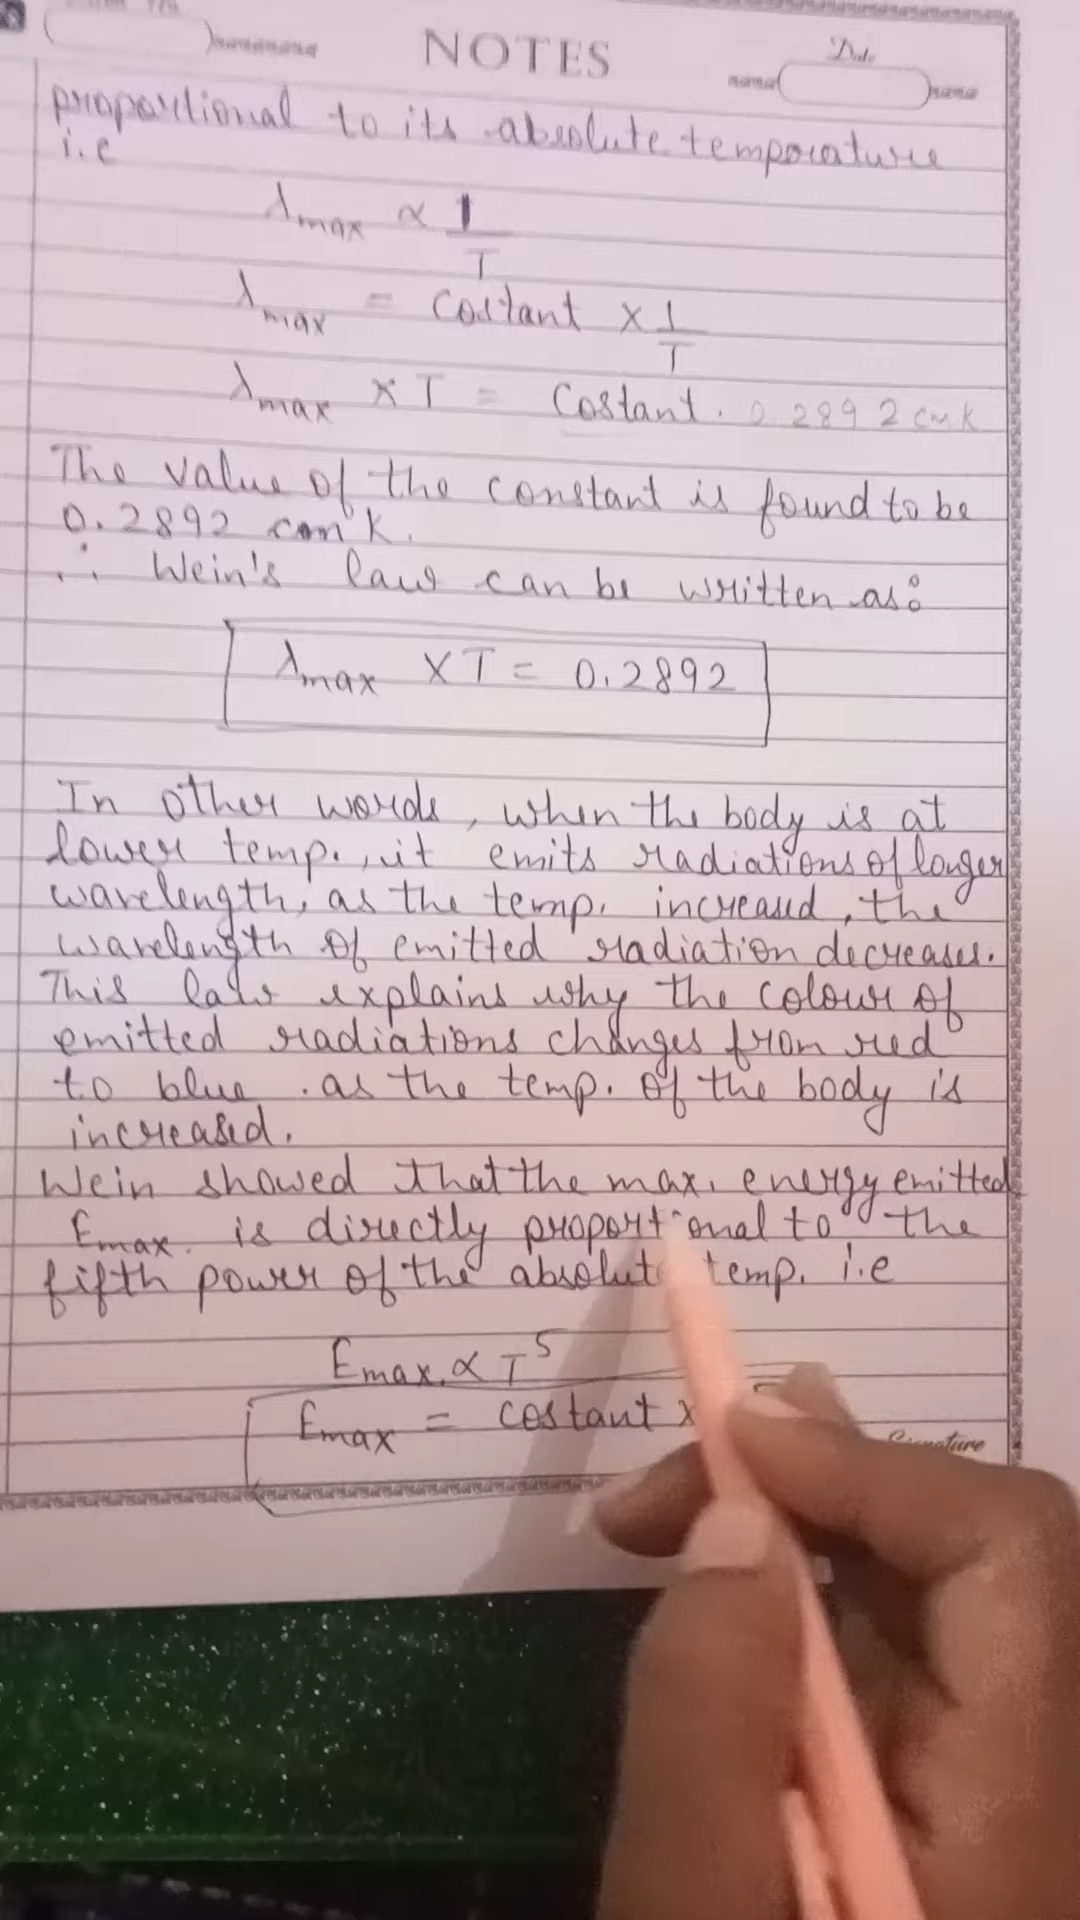 NOTES
Date
proportional to its absolute temperature
i.e
λmax ∝ 1/T
λmax = Costant × 1/T
λmax × T = Costant. 0.2892 cmk
The value of the constant is found to be
0.2892 cm k.
∴ Wein's law can be written as:
λmax × T = 0.2892
In other words, when the body is at
lower temp., it emits radiations of longer
wavelength, as the temp. increased, the
wavelength of emitted radiation decreases.
This law explains why the colour of
emitted radiations changes from red
to blue . as the temp. of the body is
increased.
Wein showed that the max. energy emitted
Emax. is directly proportional to the
fifth power of the absolute temp. i.e
Emax. ∝ T⁵
Emax = costant ×
Signature